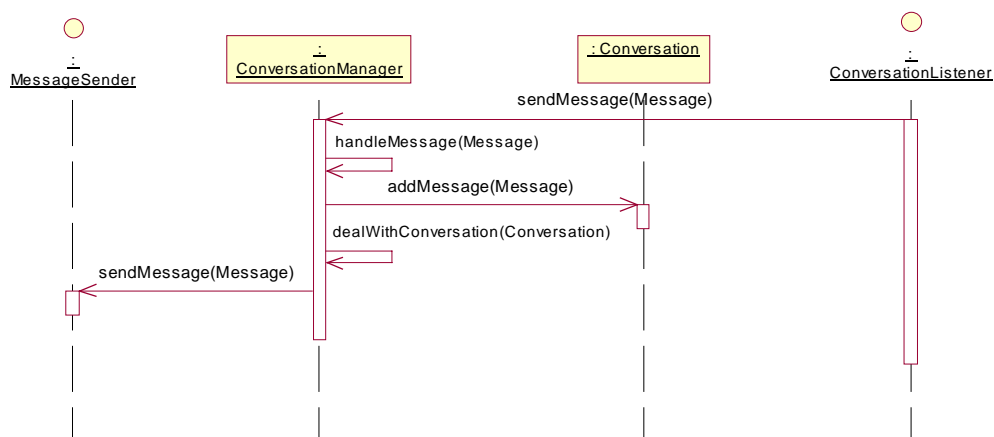 :
MessageSender
:
ConversationManager
: Conversation
:
ConversationListener
sendMessage(Message)
handleMessage(Message)
addMessage(Message)
dealWithConversation(Conversation)
sendMessage(Message)